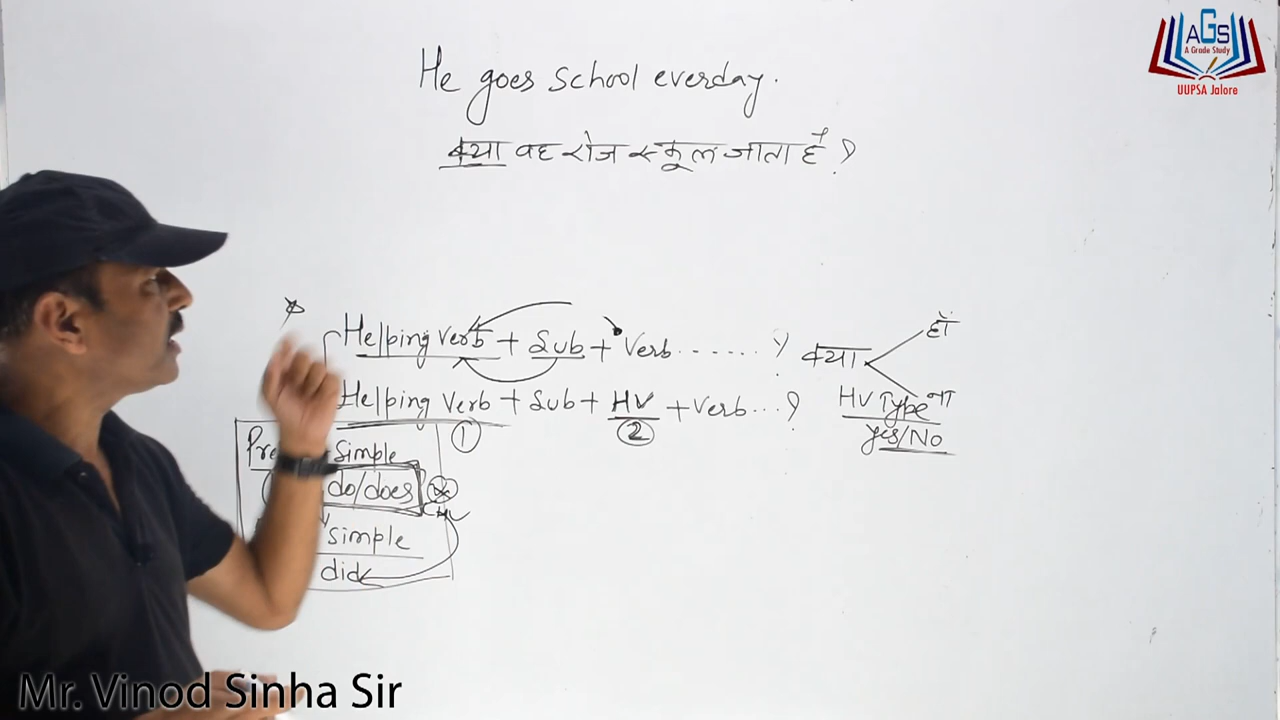 He goes school everday.
क्या वह रोज स्कूल जाता है ?
AGS
A Grade Study
UUPSA Jalore
Helping verb + Sub + Verb ...... ?
Helping Verb + Sub + HV + Verb ... ?
① ②
क्या हाँ
ना
HV Type
Yes/No
Pre Simple
do/does
simple
did
Mr. Vinod Sinha Sir